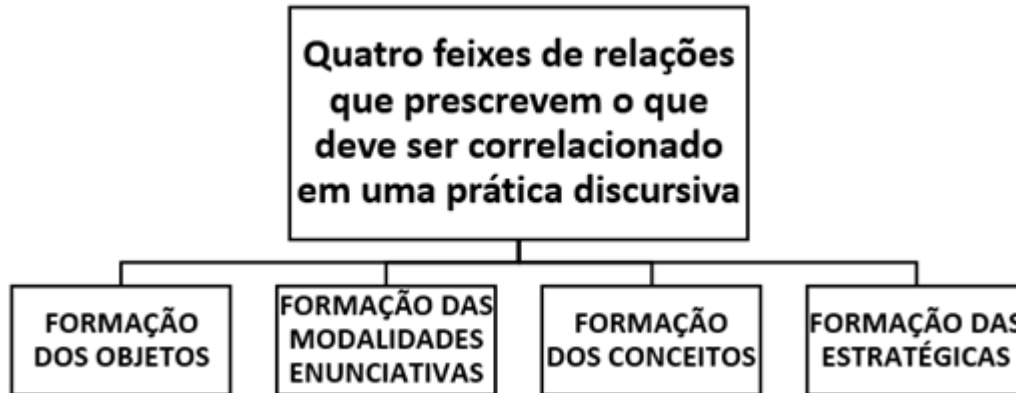 Quatro feixes de relações
que prescrevem o que
deve ser correlacionado
em uma prática discursiva
FORMAÇÃO
DOS OBJETOS
FORMAÇÃO DAS
MODALIDADES
ENUNCIATIVAS
FORMAÇÃO
DOS CONCEITOS
FORMAÇÃO DAS
ESTRATÉGICAS